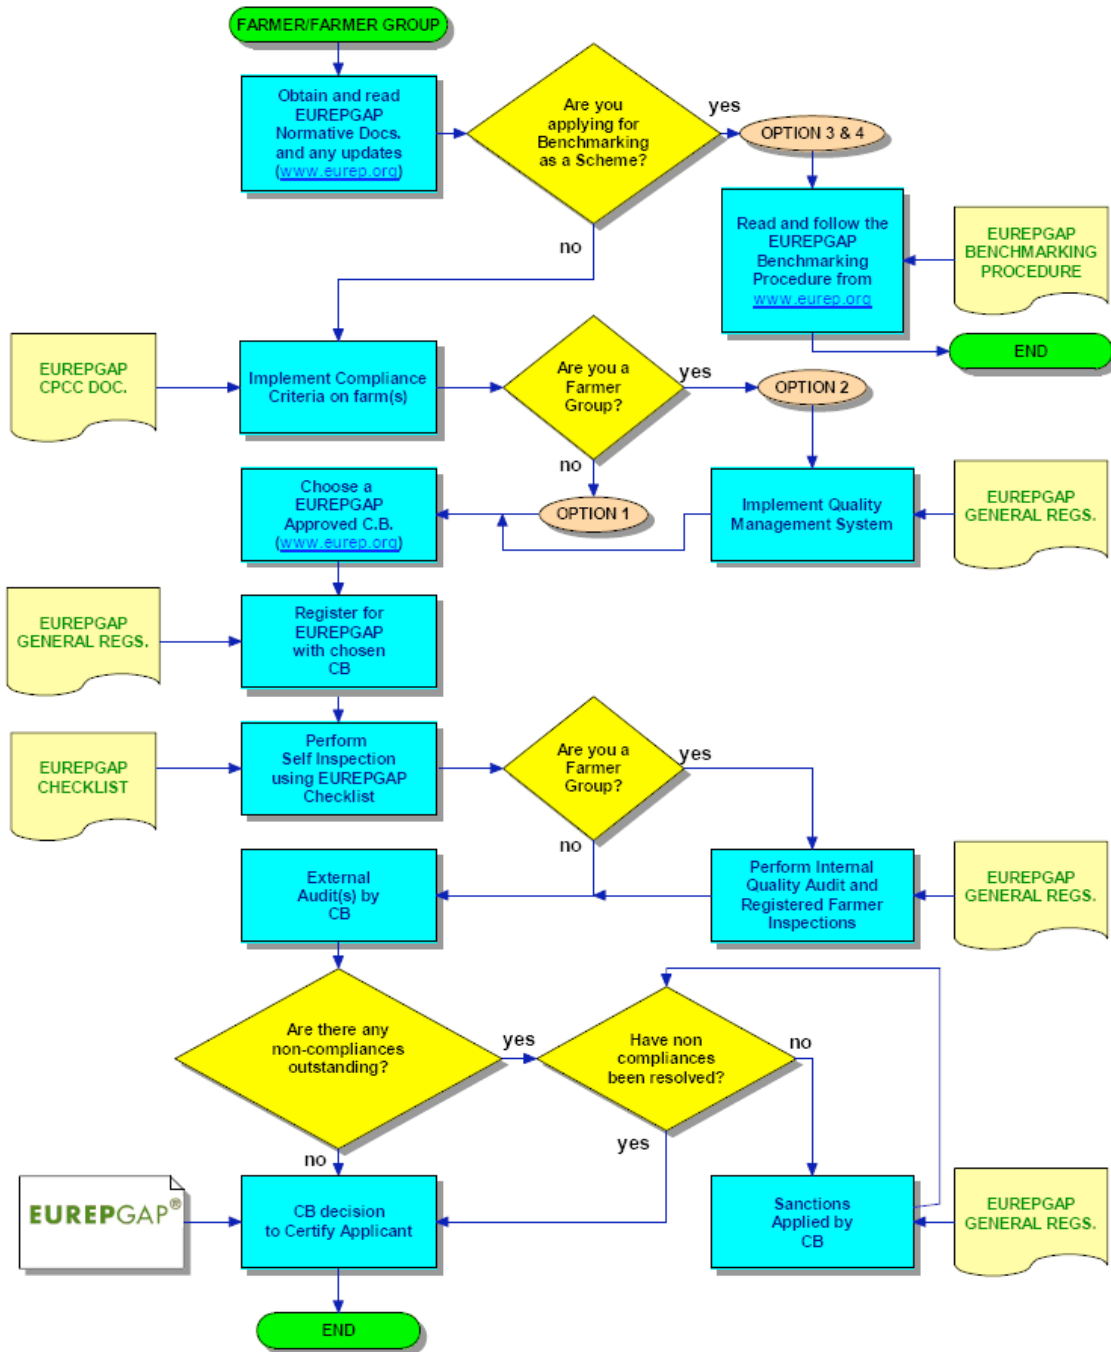 FARMER/FARMER GROUP
Obtain and read
EUREPGAP
Normative Docs.
and any updates
(www.eurep.org)
Are you
applying for
Benchmarking
as a Scheme?
yes
OPTION 3 & 4
no
Read and follow the
EUREPGAP
Benchmarking
Procedure from
www.eurep.org
EUREPGAP
BENCHMARKING
PROCEDURE
END
EUREPGAP
CPCC DOC.
Implement Compliance
Criteria on farm(s)
Are you a
Farmer
Group?
yes
OPTION 2
no
Choose a
EUREPGAP
Approved C.B.
(www.eurep.org)
OPTION 1
Implement Quality
Management System
EUREPGAP
GENERAL REGS.
EUREPGAP
GENERAL REGS.
Register for
EUREPGAP
with chosen
CB
EUREPGAP
CHECKLIST
Perform
Self Inspection
using EUREPGAP
Checklist
Are you a
Farmer
Group?
yes
no
External
Audit(s) by
CB
Perform Internal
Quality Audit and
Registered Farmer
Inspections
EUREPGAP
GENERAL REGS.
Are there any
non-compliances
outstanding?
yes
Have non
compliances
been resolved?
no
yes
no
EUREPGAP®
CB decision
to Certify Applicant
Sanctions
Applied by
CB
EUREPGAP
GENERAL REGS.
END